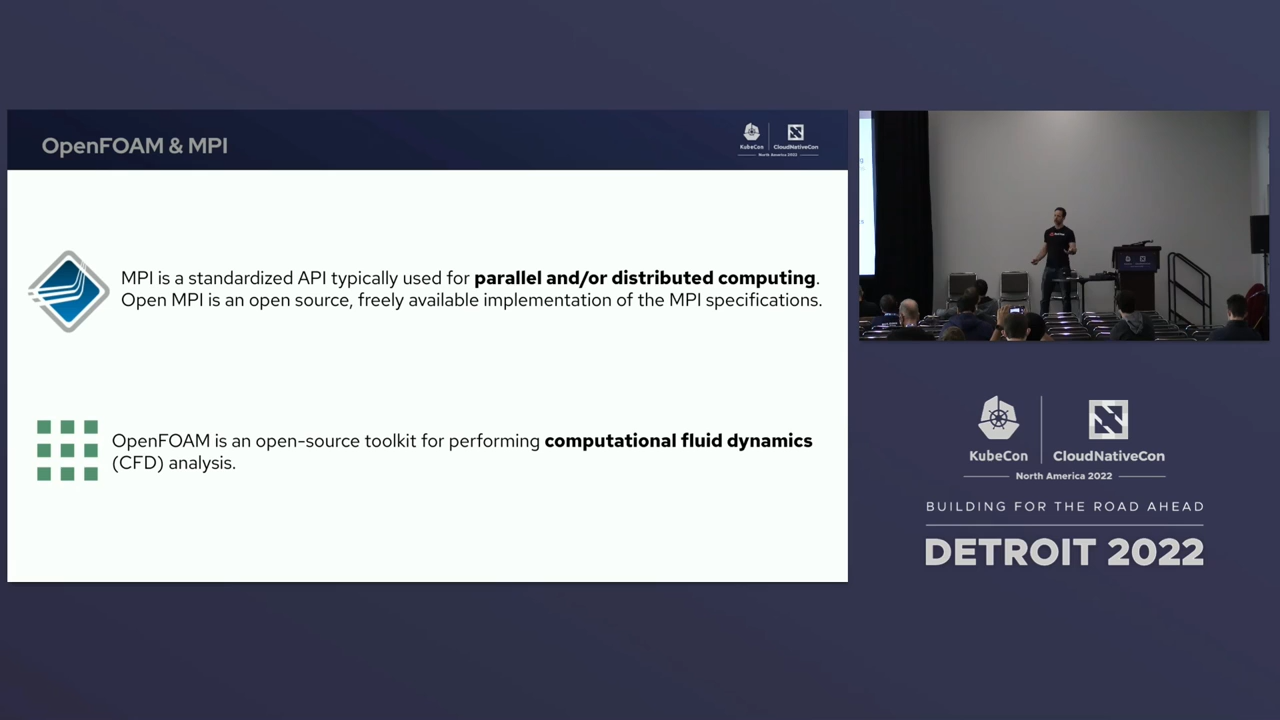 OpenFOAM & MPI
KubeCon
CloudNativeCon
North America 2022
MPI is a standardized API typically used for parallel and/or distributed computing.
Open MPI is an open source, freely available implementation of the MPI specifications.
OpenFOAM is an open-source toolkit for performing computational fluid dynamics
(CFD) analysis.
KubeCon
CloudNativeCon
North America 2022
BUILDING FOR THE ROAD AHEAD
DETROIT 2022